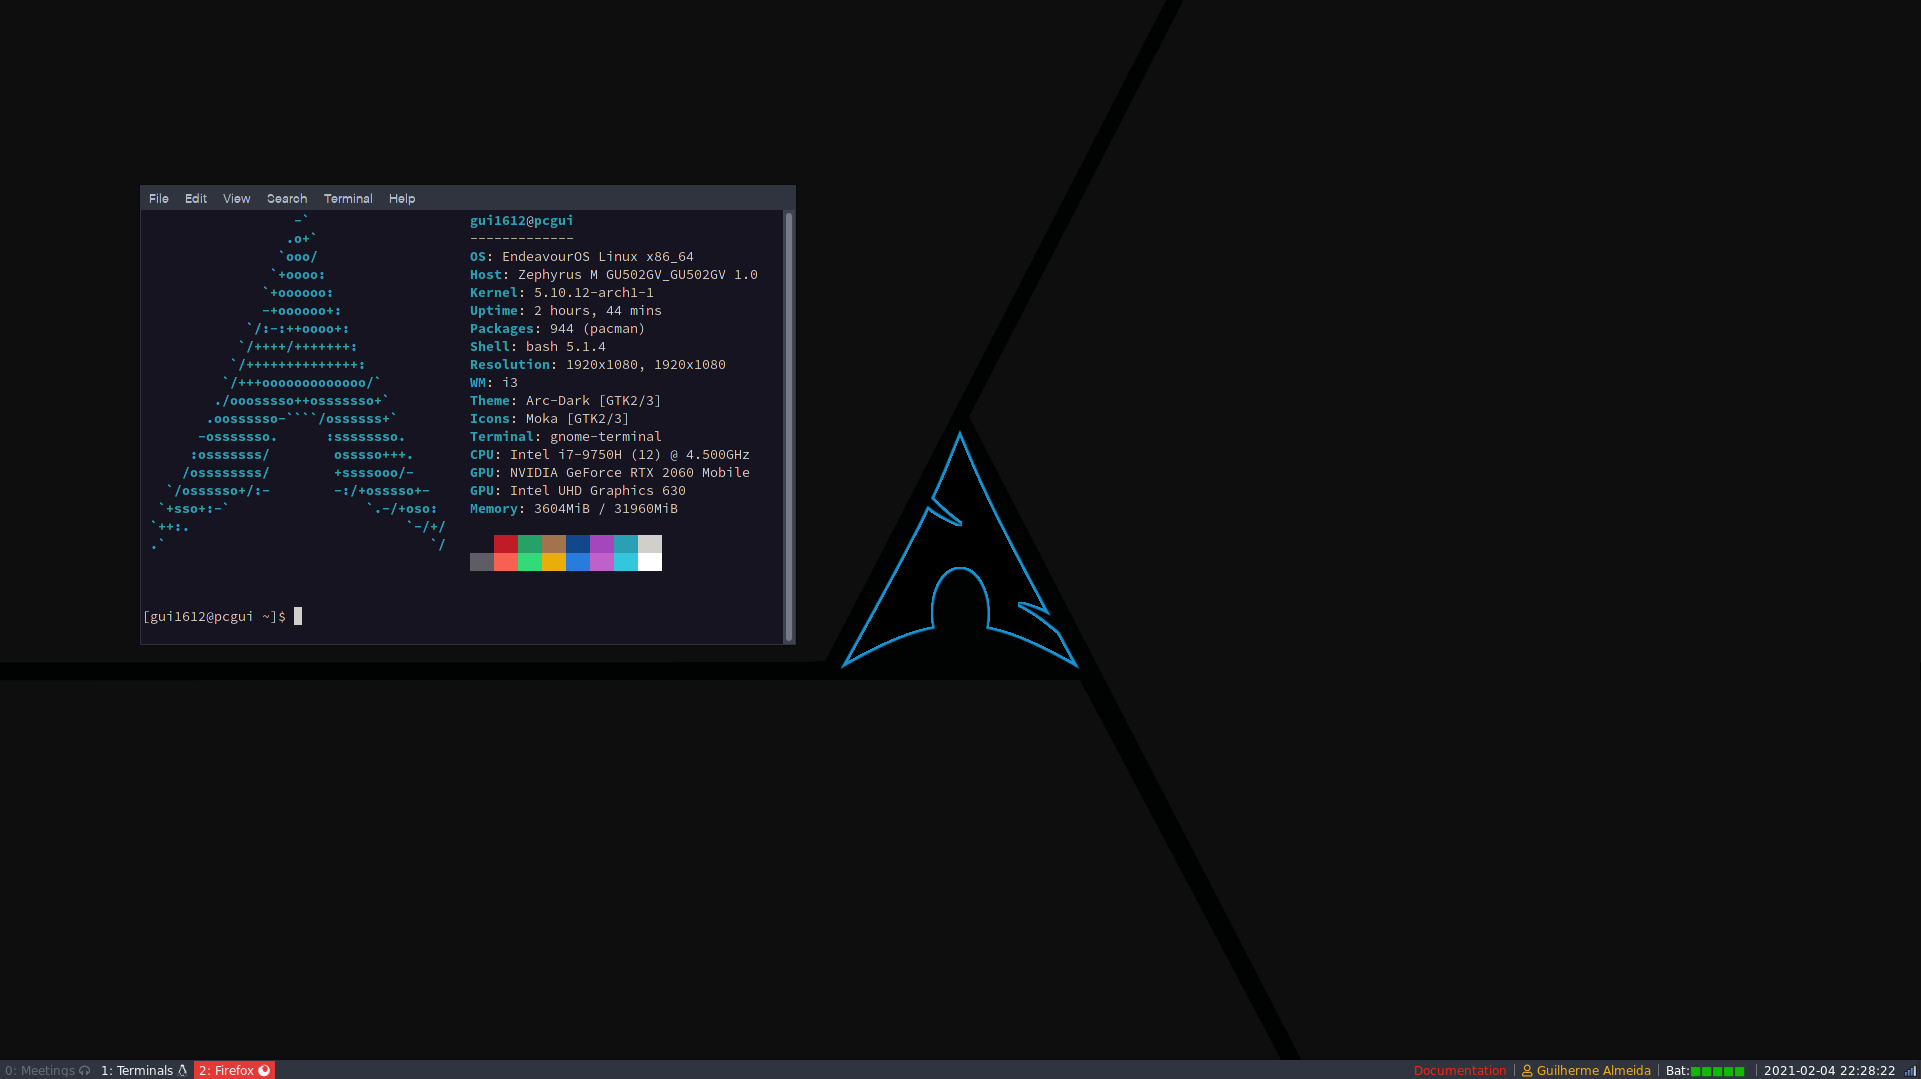 File Edit View Search Terminal Help
-`
.o+`
`ooo/
`+oooo:
`+oooooo:
-+oooooo+:
`/:-:++oooo+:
`/++++/+++++++:
`/++++++++++++++:
`/+++ooooooooooooo/`
./ooosssso++osssssso+`
.oossssso-````/ossssss+`
-osssssso. :ssssssso.
:osssssss/ osssso+++.
/ossssssss/ +ssssooo/-
`/ossssso+/:- -:/+osssso+-
`+sso+:-` `.-/+oso:
`++:. `-/+/
.` `/
gui1612@pcgui
-------------
OS: EndeavourOS Linux x86_64
Host: Zephyrus M GU502GV_GU502GV 1.0
Kernel: 5.10.12-arch1-1
Uptime: 2 hours, 44 mins
Packages: 944 (pacman)
Shell: bash 5.1.4
Resolution: 1920x1080, 1920x1080
WM: i3
Theme: Arc-Dark [GTK2/3]
Icons: Moka [GTK2/3]
Terminal: gnome-terminal
CPU: Intel i7-9750H (12) @ 4.500GHz
GPU: NVIDIA GeForce RTX 2060 Mobile
GPU: Intel UHD Graphics 630
Memory: 3604MiB / 31960MiB
[gui1612@pcgui ~]$
0: Meetings 1: Terminals 2: Firefox Documentation | Guilherme Almeida | Bat: | 2021-02-04 22:28:22